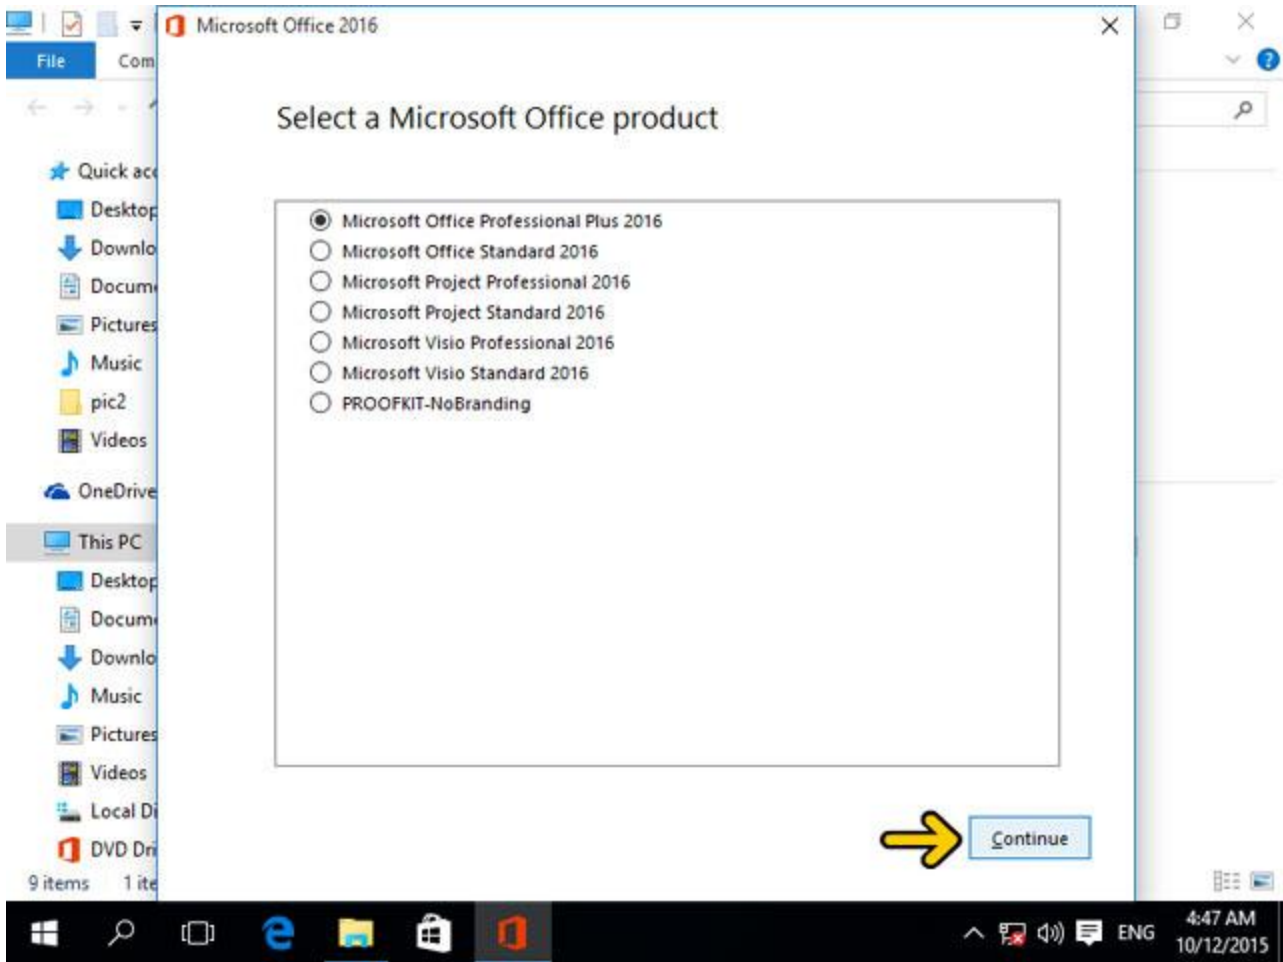 Microsoft Office 2016
File Com
Select a Microsoft Office product
Quick acc
Desktop
Downlo
Docume
Pictures
Music
pic2
Videos
OneDrive
This PC
Desktop
Docume
Downlo
Music
Pictures
Videos
Local Di
DVD Dri
Microsoft Office Professional Plus 2016
Microsoft Office Standard 2016
Microsoft Project Professional 2016
Microsoft Project Standard 2016
Microsoft Visio Professional 2016
Microsoft Visio Standard 2016
PROOFKIT-NoBranding
Continue
9 items 1 ite
ENG
4:47 AM
10/12/2015